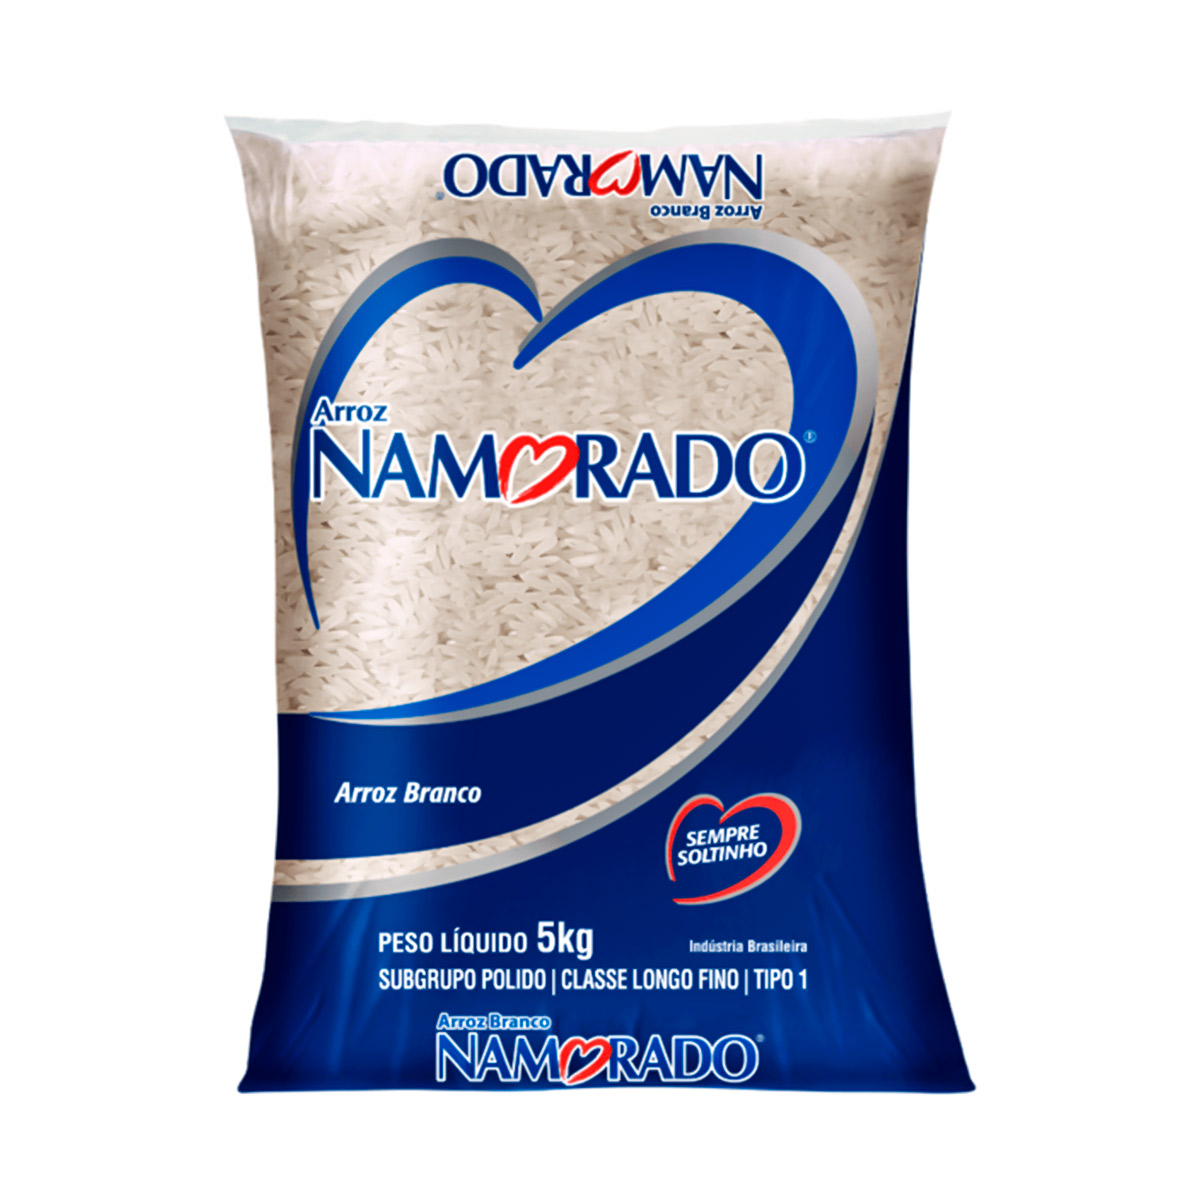 NAMORADO®
Arroz Branco
Arroz
NAMORADO®
Arroz Branco
SEMPRE
SOLTINHO
PESO LÍQUIDO 5kg
Indústria Brasileira
SUBGRUPO POLIDO | CLASSE LONGO FINO | TIPO 1
Arroz Branco
NAMORADO®